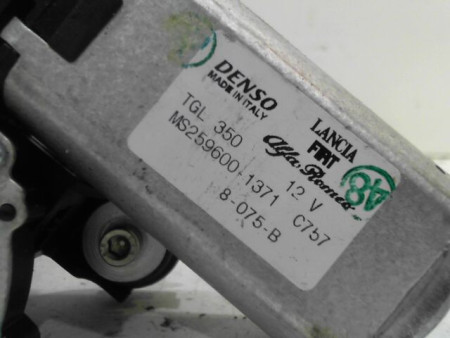 DENSO
MADE IN ITALY
LANCIA
FIAT
Alfa Romeo
TGL 350 12 V
MS259600-1371 C757
8-075-B
48